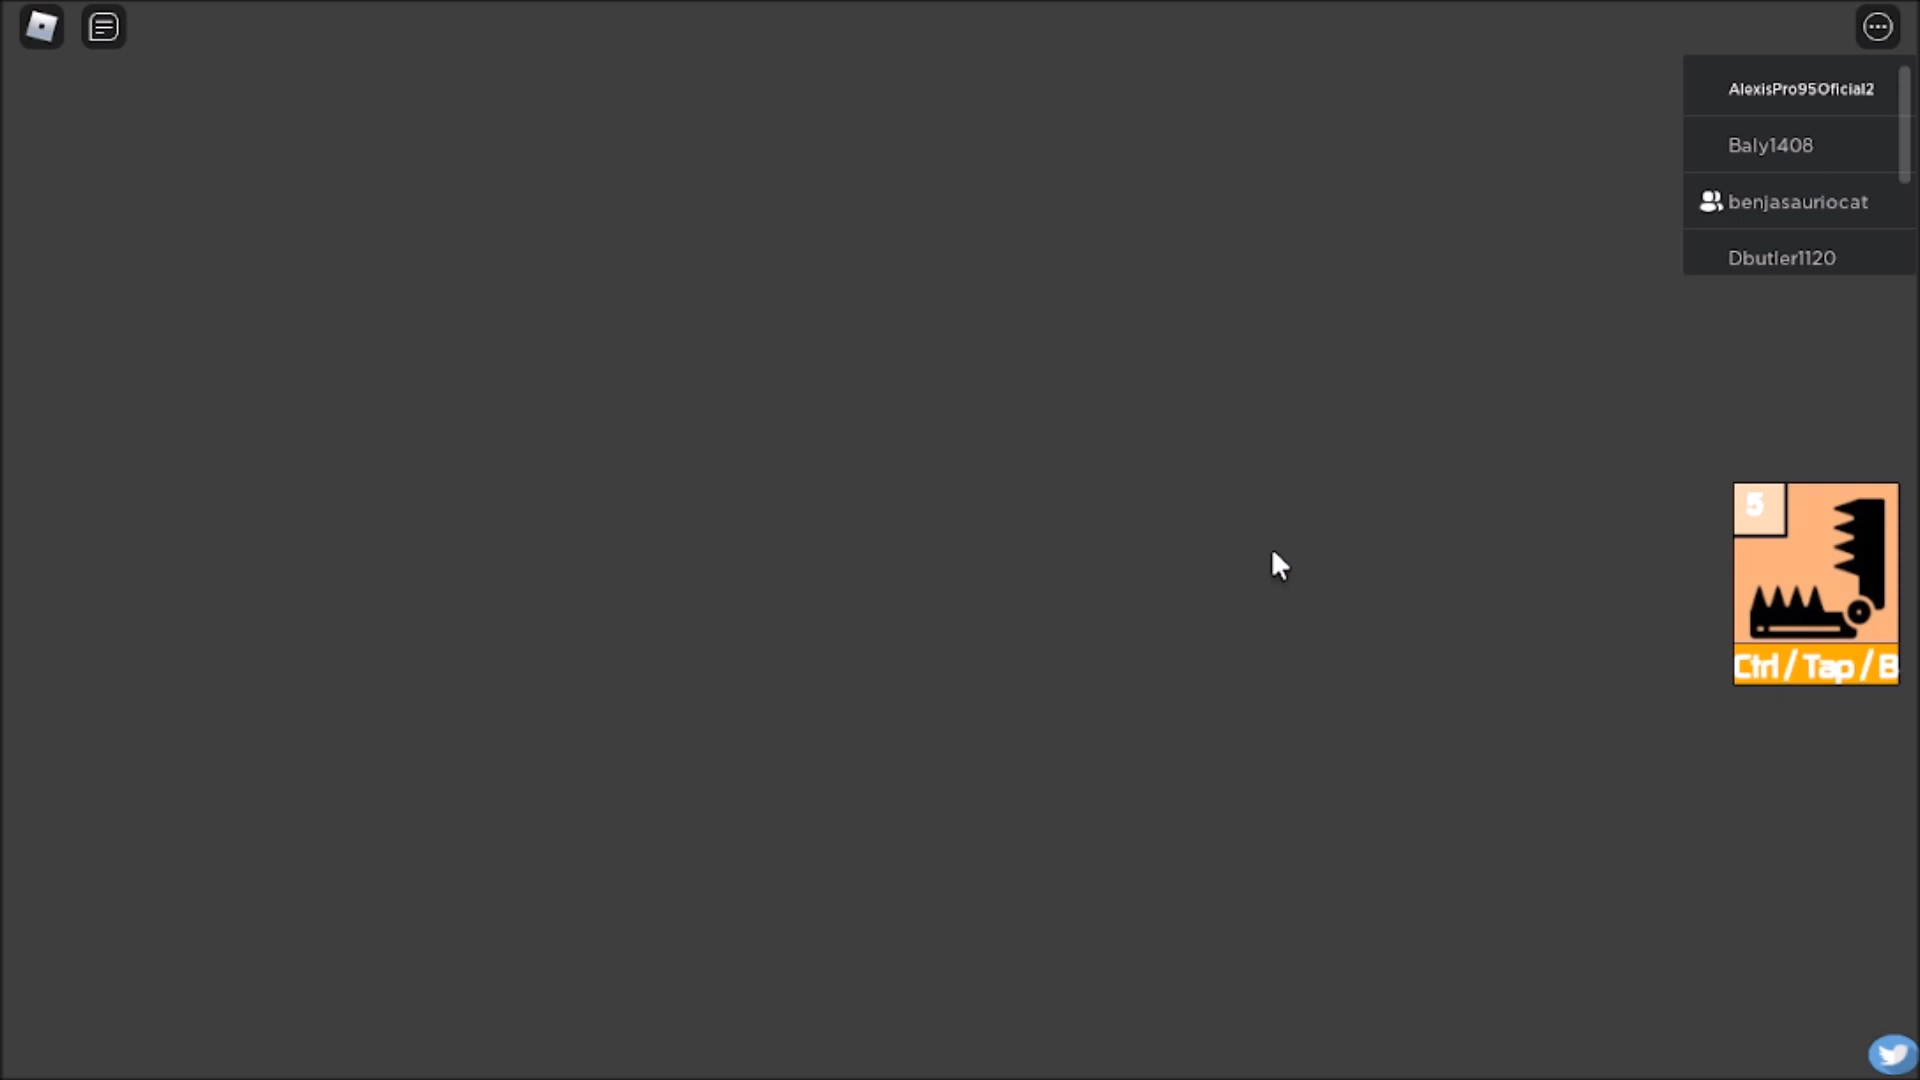 AlexisPro95Oficial2
Baly1408
benjasauriocat
Dbutler1120
5
Ctrl / Tap / B